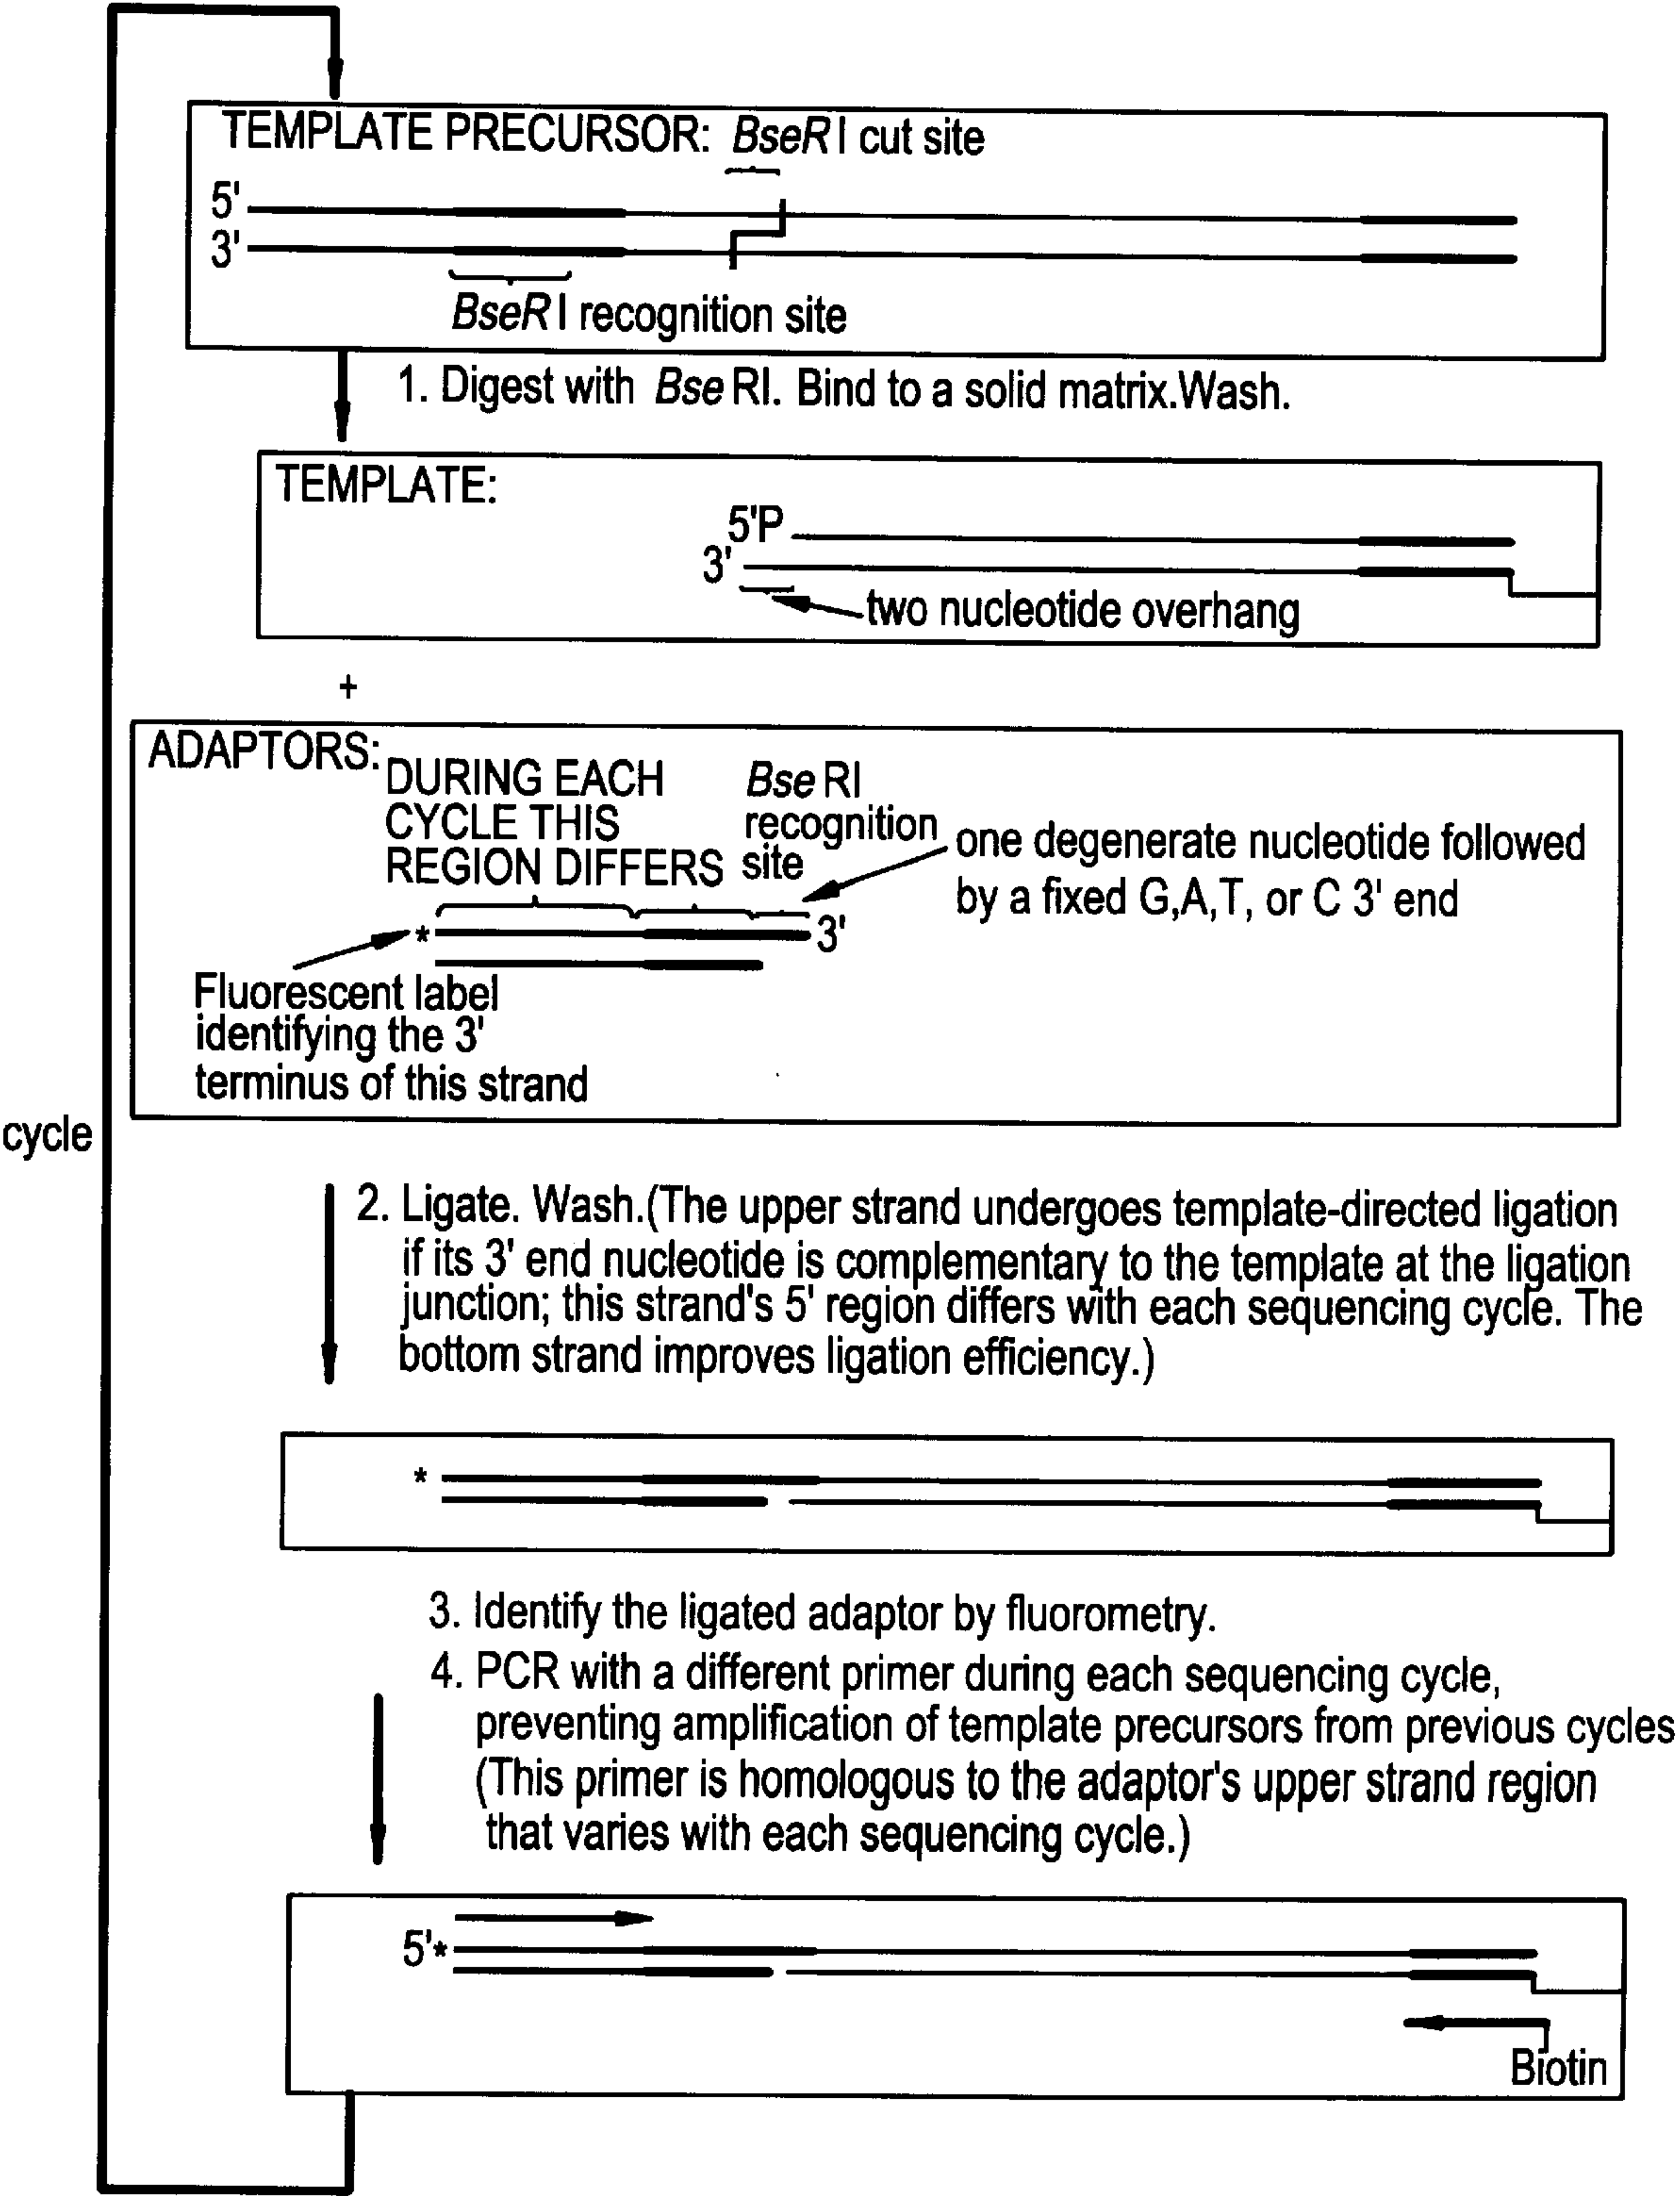 TEMPLATE PRECURSOR: BseR I cut site
5'
3'
BseR I recognition site
1. Digest with Bse RI. Bind to a solid matrix.Wash.
TEMPLATE:
5'P
3'
two nucleotide overhang
+
ADAPTORS:
DURING EACH
CYCLE THIS
REGION DIFFERS
Bse RI
recognition
site
one degenerate nucleotide followed
by a fixed G,A,T, or C 3' end
*
3'
Fluorescent label
identifying the 3'
terminus of this strand
cycle
2. Ligate. Wash.(The upper strand undergoes template-directed ligation
if its 3' end nucleotide is complementary to the template at the ligation
junction; this strand's 5' region differs with each sequencing cycle. The
bottom strand improves ligation efficiency.)
*
3. Identify the ligated adaptor by fluorometry.
4. PCR with a different primer during each sequencing cycle,
preventing amplification of template precursors from previous cycles
(This primer is homologous to the adaptor's upper strand region
that varies with each sequencing cycle.)
5'*
Biotin